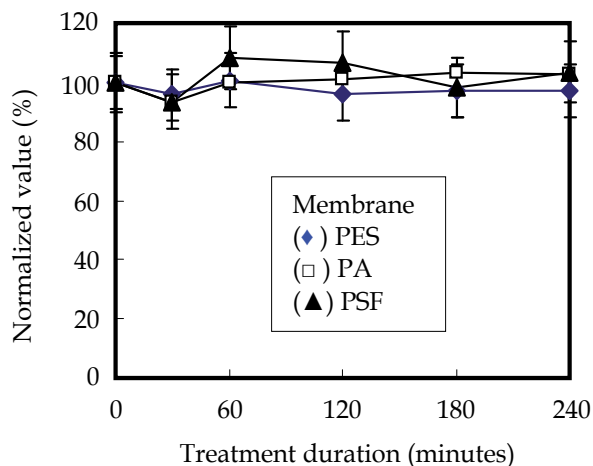 120
100
80
60
40
20
0
Normalized value (%)
Membrane
(♦) PES
(□) PA
(▲) PSF
0 60 120 180 240
Treatment duration (minutes)